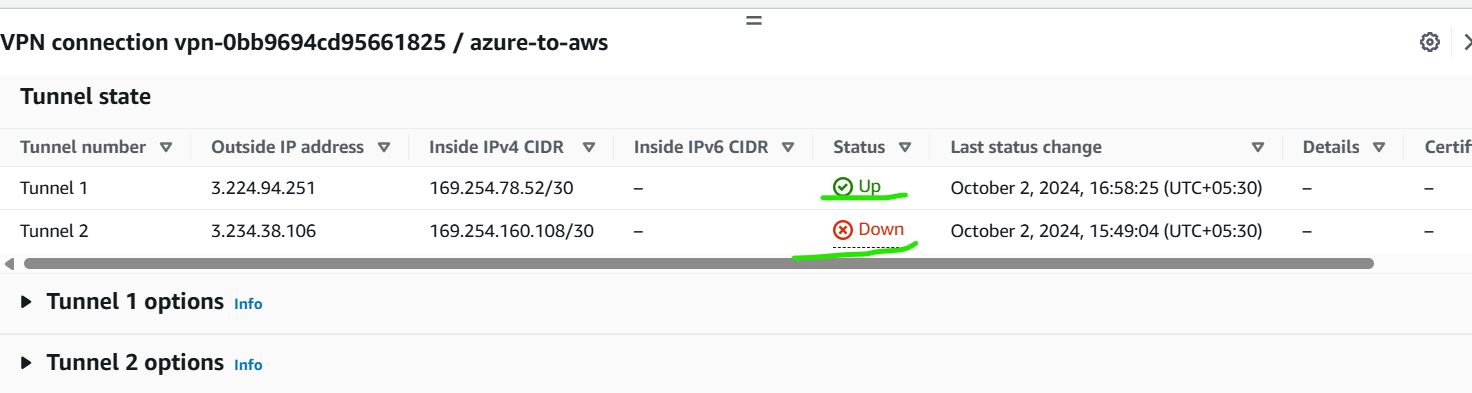 VPN connection vpn-0bb9694cd95661825 / azure-to-aws
Tunnel state
Tunnel number Outside IP address Inside IPv4 CIDR Inside IPv6 CIDR Status Last status change Details Certif
Tunnel 1 3.224.94.251 169.254.78.52/30 – Up October 2, 2024, 16:58:25 (UTC+05:30) – –
Tunnel 2 3.234.38.106 169.254.160.108/30 – Down October 2, 2024, 15:49:04 (UTC+05:30) – –
Tunnel 1 options Info
Tunnel 2 options Info